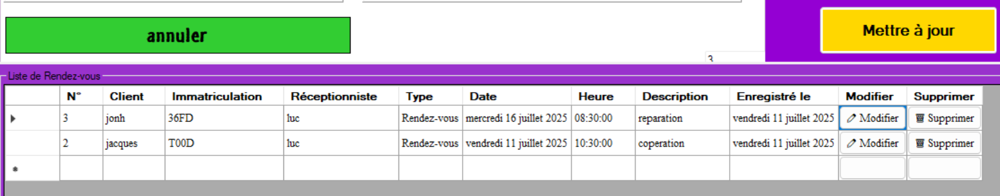 annuler
Mettre à jour
3
Liste de Rendez-vous
N° Client Immatriculation Réceptionniste Type Date Heure Description Enregistré le Modifier Supprimer
3 jonh 36FD luc Rendez-vous mercredi 16 juillet 2025 08:30:00 reparation vendredi 11 juillet 2025 Modifier Supprimer
2 jacques T00D luc Rendez-vous vendredi 11 juillet 2025 10:30:00 coperation vendredi 11 juillet 2025 Modifier Supprimer